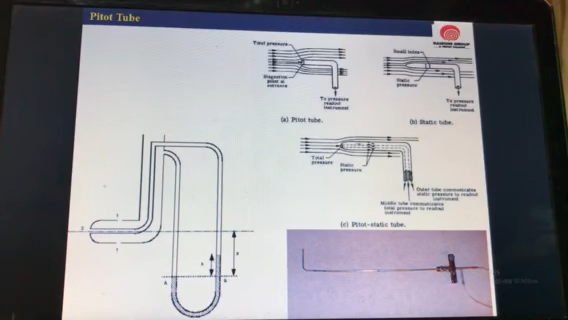 Pitot Tube
Total pressure
Stagnation
point at
entrance
To pressure
readout
instrument
(a) Pitot tube.
Small holes
Static
pressure
To pressure
readout
instrument
(b) Static tube.
Total
pressure
Static
pressure
Outer tube communicates
static pressure to readout
instrument
Middle tube communicates
total pressure to readout
instrument
(c) Pitot-static tube.